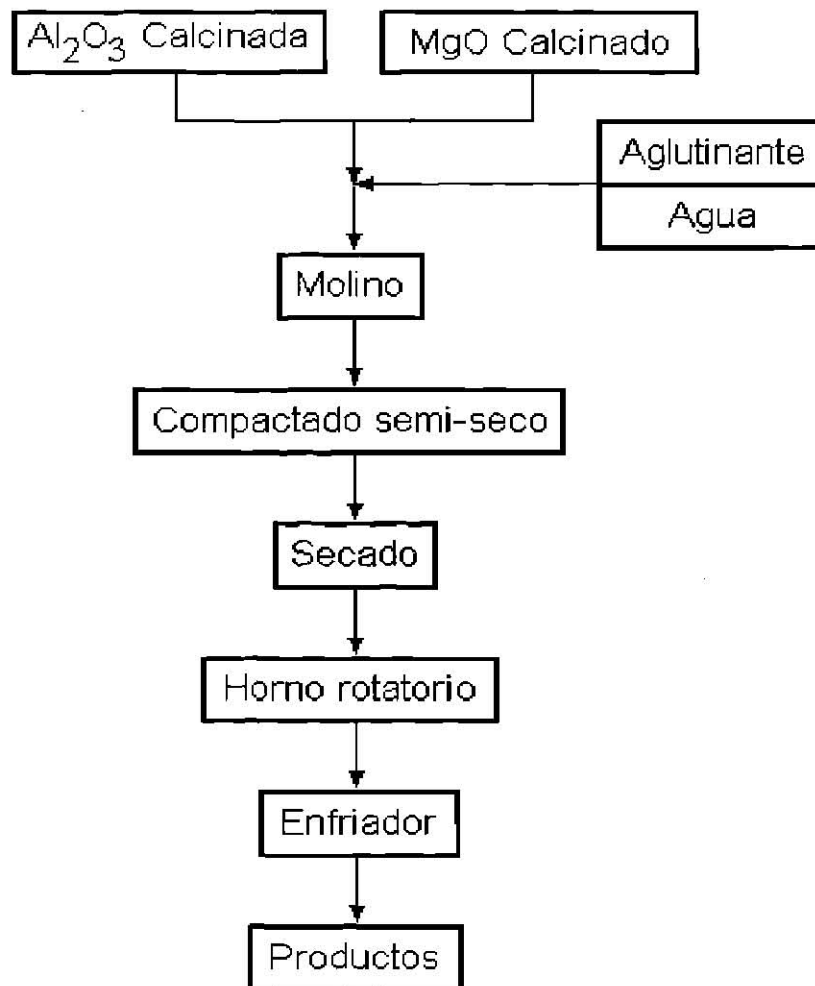 Al₂O₃ Calcinada
MgO Calcinado
Aglutinante
Agua
Molino
Compactado semi-seco
Secado
Horno rotatorio
Enfriador
Productos